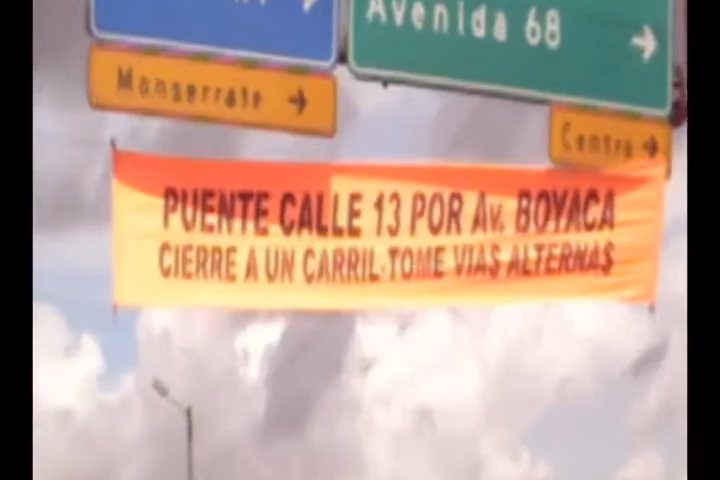 Avenida 68
Monserrate
Centro
PUENTE CALLE 13 POR Av. BOYACA
CIERRE A UN CARRIL-TOME VIAS ALTERNAS